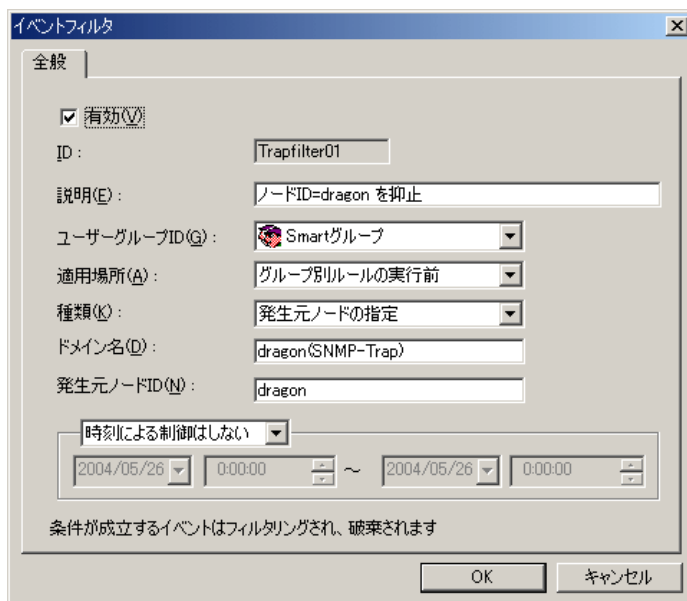 イベントフィルタ
全般
有効(V)
ID : Trapfilter01
説明(E) : ノードID=dragon を抑止
ユーザーグループID(G) : Smartグループ
適用場所(A) : グループ別ルールの実行前
種類(K) : 発生元ノードの指定
ドメイン名(D) : dragon(SNMP-Trap)
発生元ノードID(N) : dragon
時刻による制御はしない
2004/05/26 0:00:00 ～ 2004/05/26 0:00:00
条件が成立するイベントはフィルタリングされ、破棄されます
OK キャンセル